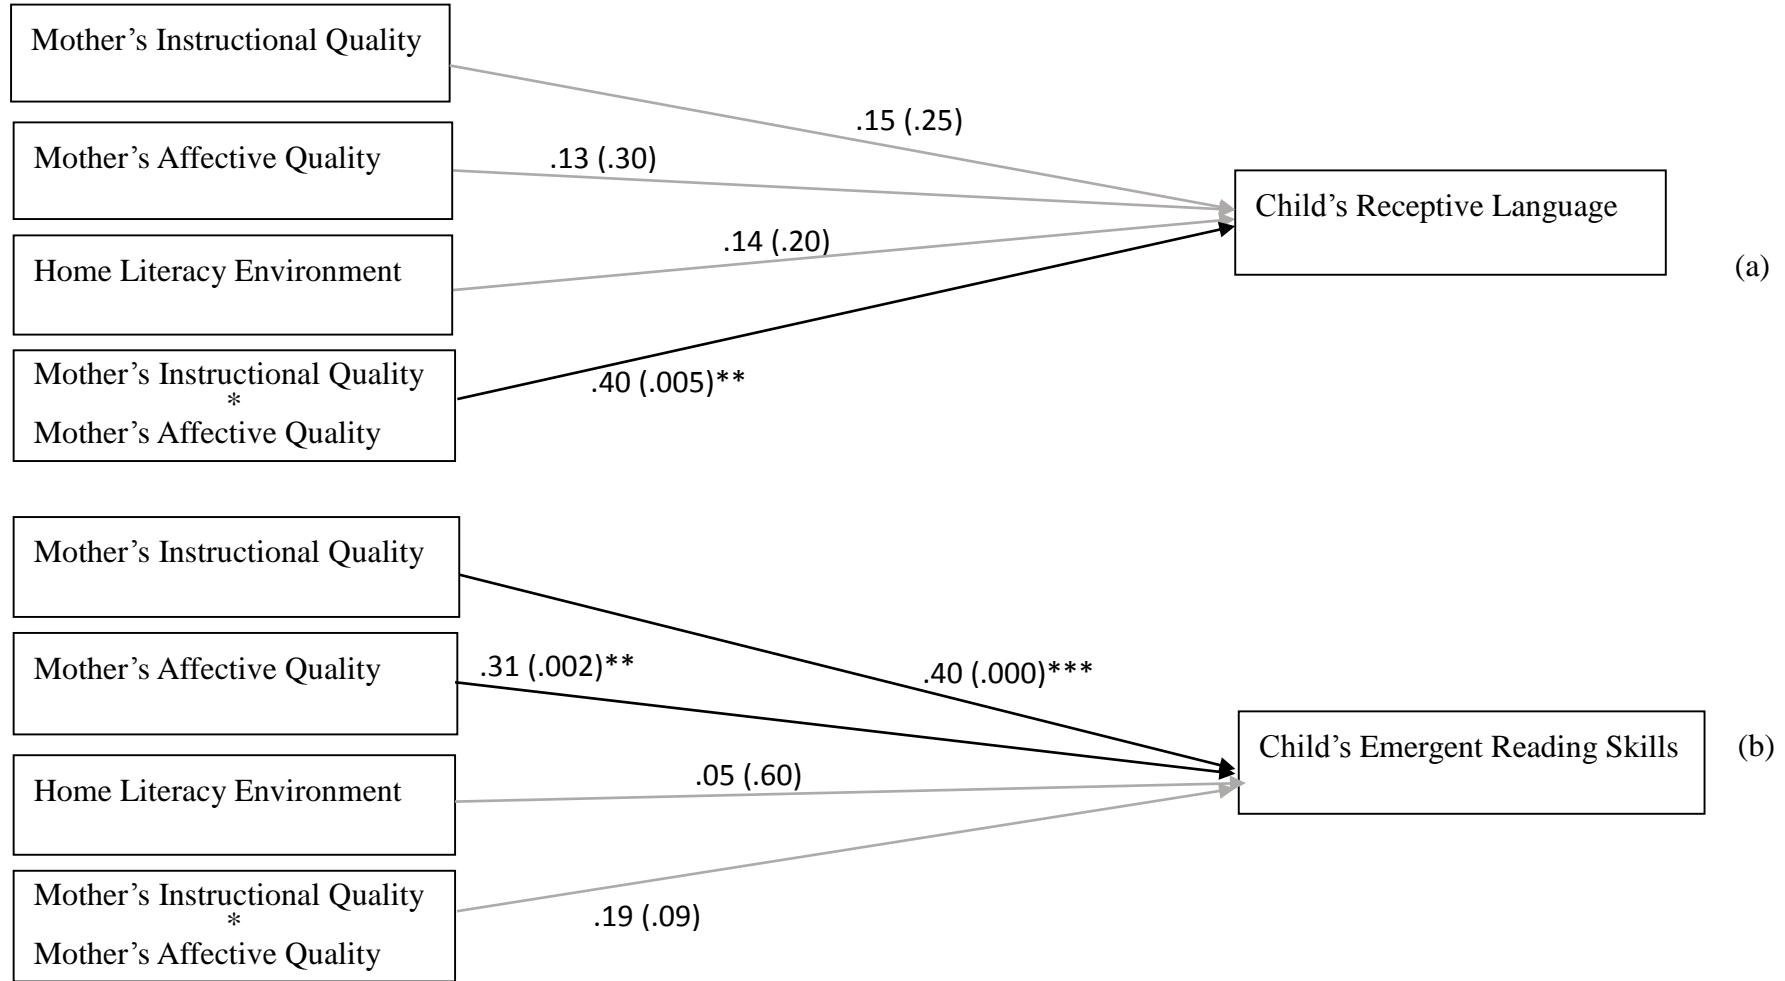 Mother’s Instructional Quality
.15 (.25)
Mother’s Affective Quality
.13 (.30)
Child’s Receptive Language
.14 (.20)
Home Literacy Environment
(a)
Mother’s Instructional Quality
*
Mother’s Affective Quality
.40 (.005)**
Mother’s Instructional Quality
Mother’s Affective Quality
.31 (.002)**
.40 (.000)***
Child’s Emergent Reading Skills
(b)
Home Literacy Environment
.05 (.60)
Mother’s Instructional Quality
*
Mother’s Affective Quality
.19 (.09)